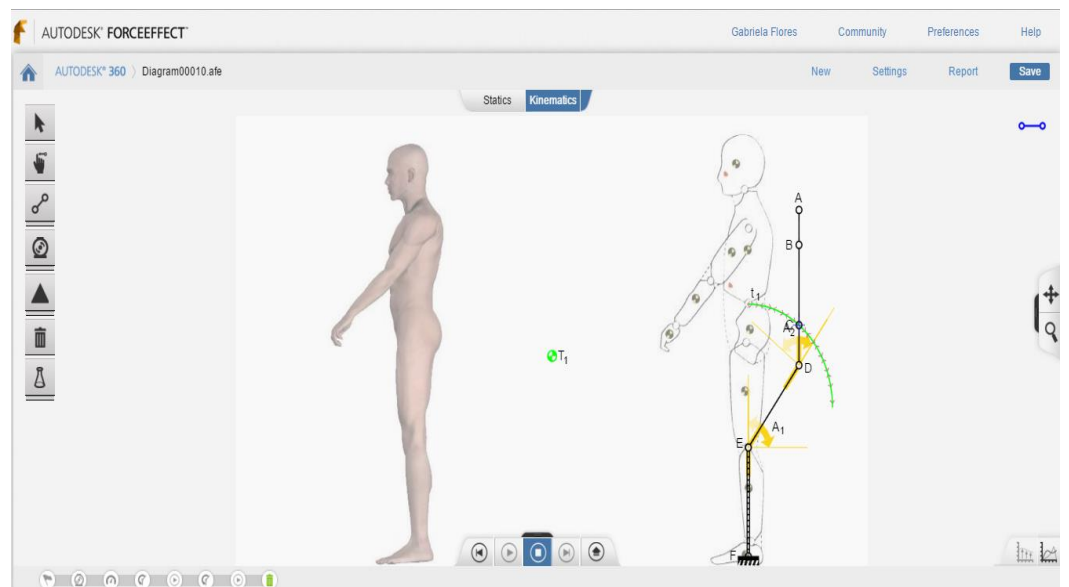 AUTODESK® FORCEEFFECT™ Gabriela Flores Community Preferences Help
AUTODESK® 360 Diagram00010.afe New Settings Report Save
Statics Kinematics
A
B
t1
C
A2
T1
D
A1
E
F